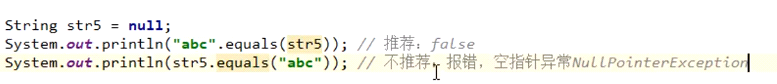 String str5 = null;
System.out.println("abc".equals(str5)); // 推荐：false
System.out.println(str5.equals("abc")); // 不推荐，报错，空指针异常NullPointerException